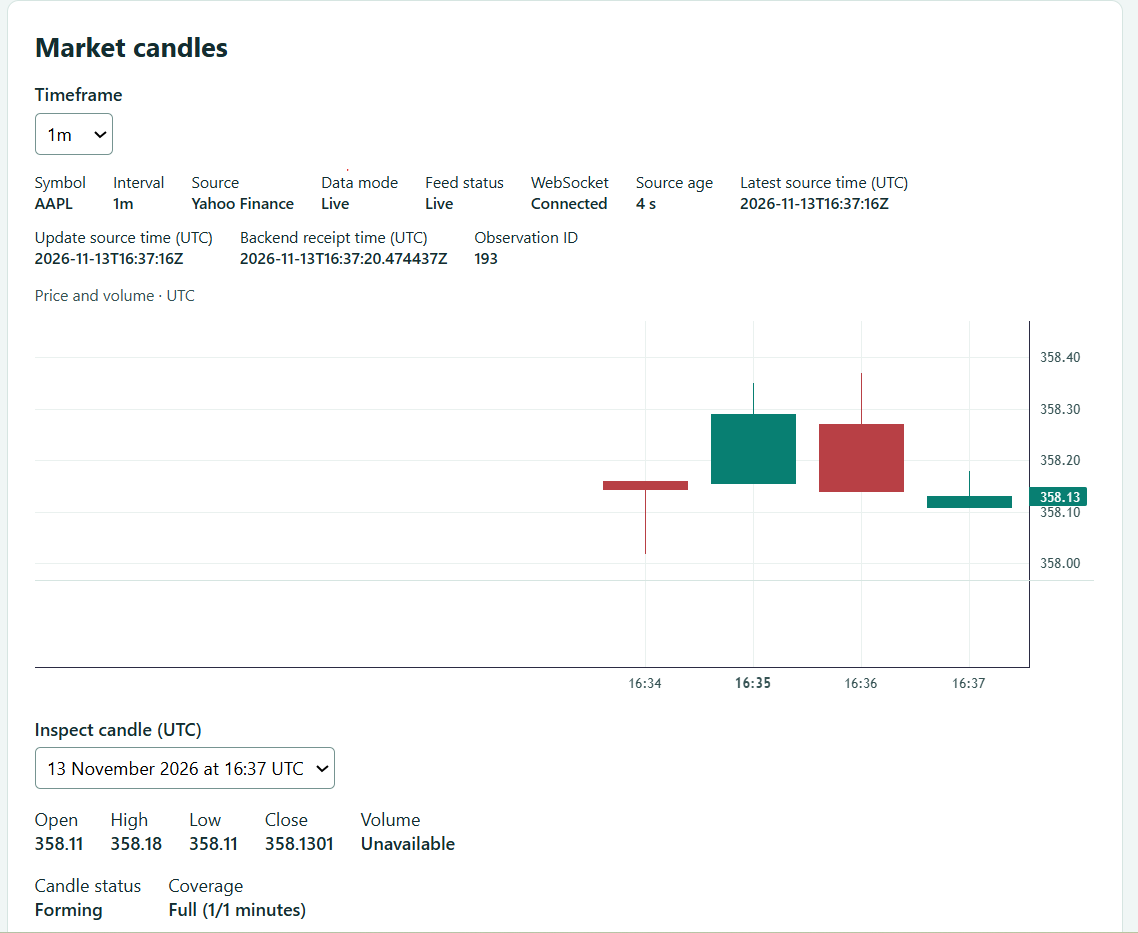 Market candles
Timeframe
1m
Symbol Interval Source Data mode Feed status WebSocket Source age Latest source time (UTC)
AAPL 1m Yahoo Finance Live Live Connected 4 s 2026-11-13T16:37:16Z
Update source time (UTC) Backend receipt time (UTC) Observation ID
2026-11-13T16:37:16Z 2026-11-13T16:37:20.474437Z 193
Price and volume · UTC
358.40
358.30
358.20
358.13
358.10
358.00
16:34 16:35 16:36 16:37
Inspect candle (UTC)
13 November 2026 at 16:37 UTC
Open High Low Close Volume
358.11 358.18 358.11 358.1301 Unavailable
Candle status Coverage
Forming Full (1/1 minutes)